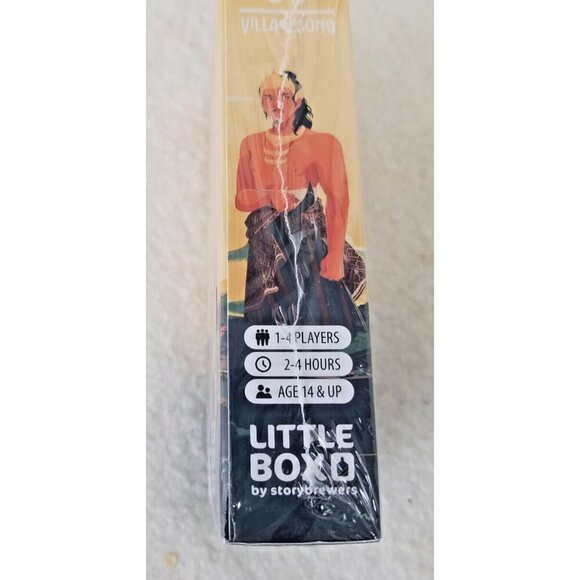 VILLAGESONG
1-4 PLAYERS
2-4 HOURS
AGE 14 & UP
LITTLE
BOX
by storybrewers